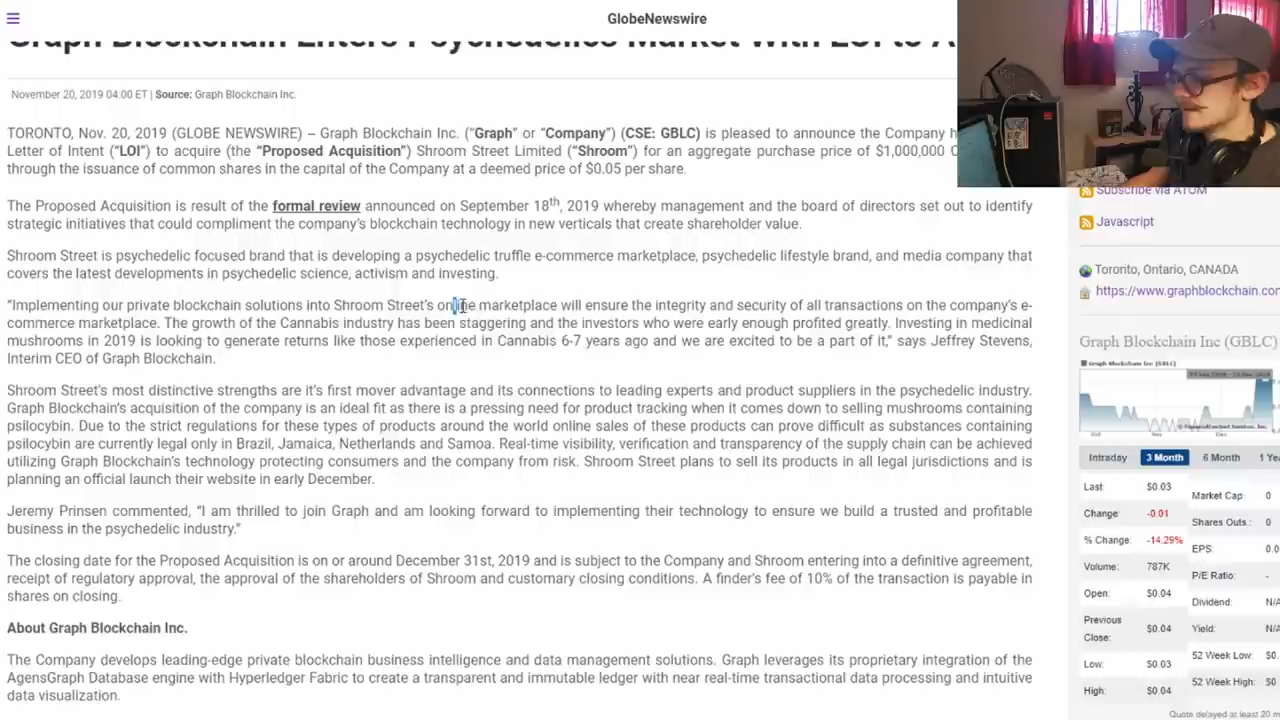 GlobeNewswire
Graph Blockchain Enters Psychedelics Market with LOI to A
November 20, 2019 04:00 ET | Source: Graph Blockchain Inc.
TORONTO, Nov. 20, 2019 (GLOBE NEWSWIRE) – Graph Blockchain Inc. (“Graph” or “Company”) (CSE: GBLC) is pleased to announce the Company
Letter of Intent (“LOI”) to acquire (the “Proposed Acquisition”) Shroom Street Limited (“Shroom”) for an aggregate purchase price of $1,000,000
through the issuance of common shares in the capital of the Company at a deemed price of $0.05 per share.
The Proposed Acquisition is result of the formal review announced on September 18th, 2019 whereby management and the board of directors set out to identify
strategic initiatives that could compliment the company’s blockchain technology in new verticals that create shareholder value.
Shroom Street is psychedelic focused brand that is developing a psychedelic truffle e-commerce marketplace, psychedelic lifestyle brand, and media company that
covers the latest developments in psychedelic science, activism and investing.
“Implementing our private blockchain solutions into Shroom Street’s online marketplace will ensure the integrity and security of all transactions on the company’s e-
commerce marketplace. The growth of the Cannabis industry has been staggering and the investors who were early enough profited greatly. Investing in medicinal
mushrooms in 2019 is looking to generate returns like those experienced in Cannabis 6-7 years ago and we are excited to be a part of it,” says Jeffrey Stevens,
Interim CEO of Graph Blockchain.
Shroom Street’s most distinctive strengths are it’s first mover advantage and its connections to leading experts and product suppliers in the psychedelic industry.
Graph Blockchain’s acquisition of the company is an ideal fit as there is a pressing need for product tracking when it comes down to selling mushrooms containing
psilocybin. Due to the strict regulations for these types of products around the world online sales of these products can prove difficult as substances containing
psilocybin are currently legal only in Brazil, Jamaica, Netherlands and Samoa. Real-time visibility, verification and transparency of the supply chain can be achieved
utilizing Graph Blockchain’s technology protecting consumers and the company from risk. Shroom Street plans to sell its products in all legal jurisdictions and is
planning an official launch their website in early December.
Jeremy Prinsen commented, “I am thrilled to join Graph and am looking forward to implementing their technology to ensure we build a trusted and profitable
business in the psychedelic industry.”
The closing date for the Proposed Acquisition is on or around December 31st, 2019 and is subject to the Company and Shroom entering into a definitive agreement,
receipt of regulatory approval, the approval of the shareholders of Shroom and customary closing conditions. A finder’s fee of 10% of the transaction is payable in
shares on closing.
About Graph Blockchain Inc.
The Company develops leading-edge private blockchain business intelligence and data management solutions. Graph leverages its proprietary integration of the
AgensGraph Database engine with Hyperledger Fabric to create a transparent and immutable ledger with near real-time transactional data processing and intuitive
data visualization.
Subscribe via ATOM
Javascript
Toronto, Ontario, CANADA
https://www.graphblockchain.com
Graph Blockchain Inc (GBLC)
Graph Blockchain Inc (GBLC)
Oct Nov Dec
Intraday 3 Month 6 Month 1 Yea
Last: $0.03
Change: -0.01
% Change: -14.29%
Volume: 787K
Open: $0.04
Previous Close: $0.04
Low: $0.03
High: $0.04
Market Cap: 0
Shares Outs.: 0
EPS: 0.0
P/E Ratio: -
Dividend: N/A
Yield: N/A
52 Week Low: $0.
52 Week High: $0
Quote delayed at least 20 m